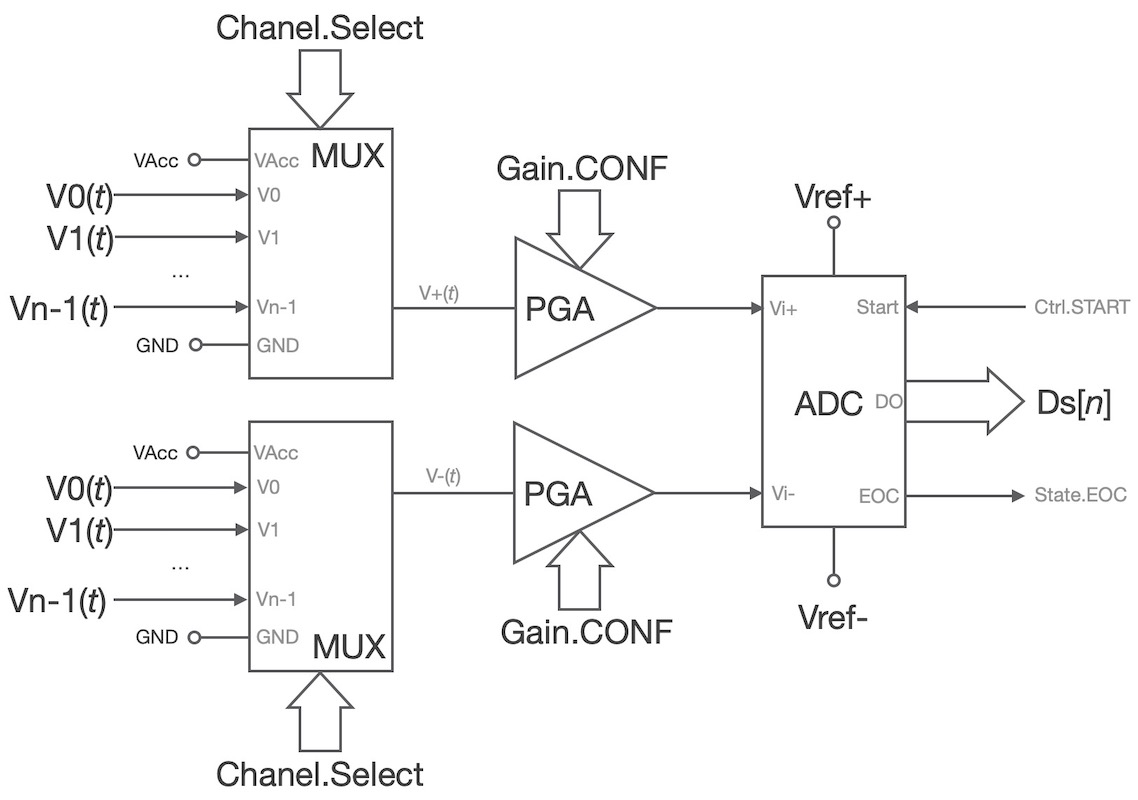 Chanel.Select
MUX
VAcc VAcc
V0(t) V0
V1(t) V1
...
Vn-1(t) Vn-1
GND GND
V+(t)
Gain.CONF
PGA
Vref+
Vi+ Start Ctrl.START
ADC DO Ds[n]
Vi- EOC State.EOC
Vref-
VAcc VAcc
V0(t) V0
V1(t) V1
...
Vn-1(t) Vn-1
GND GND
MUX
V-(t)
PGA
Gain.CONF
Chanel.Select